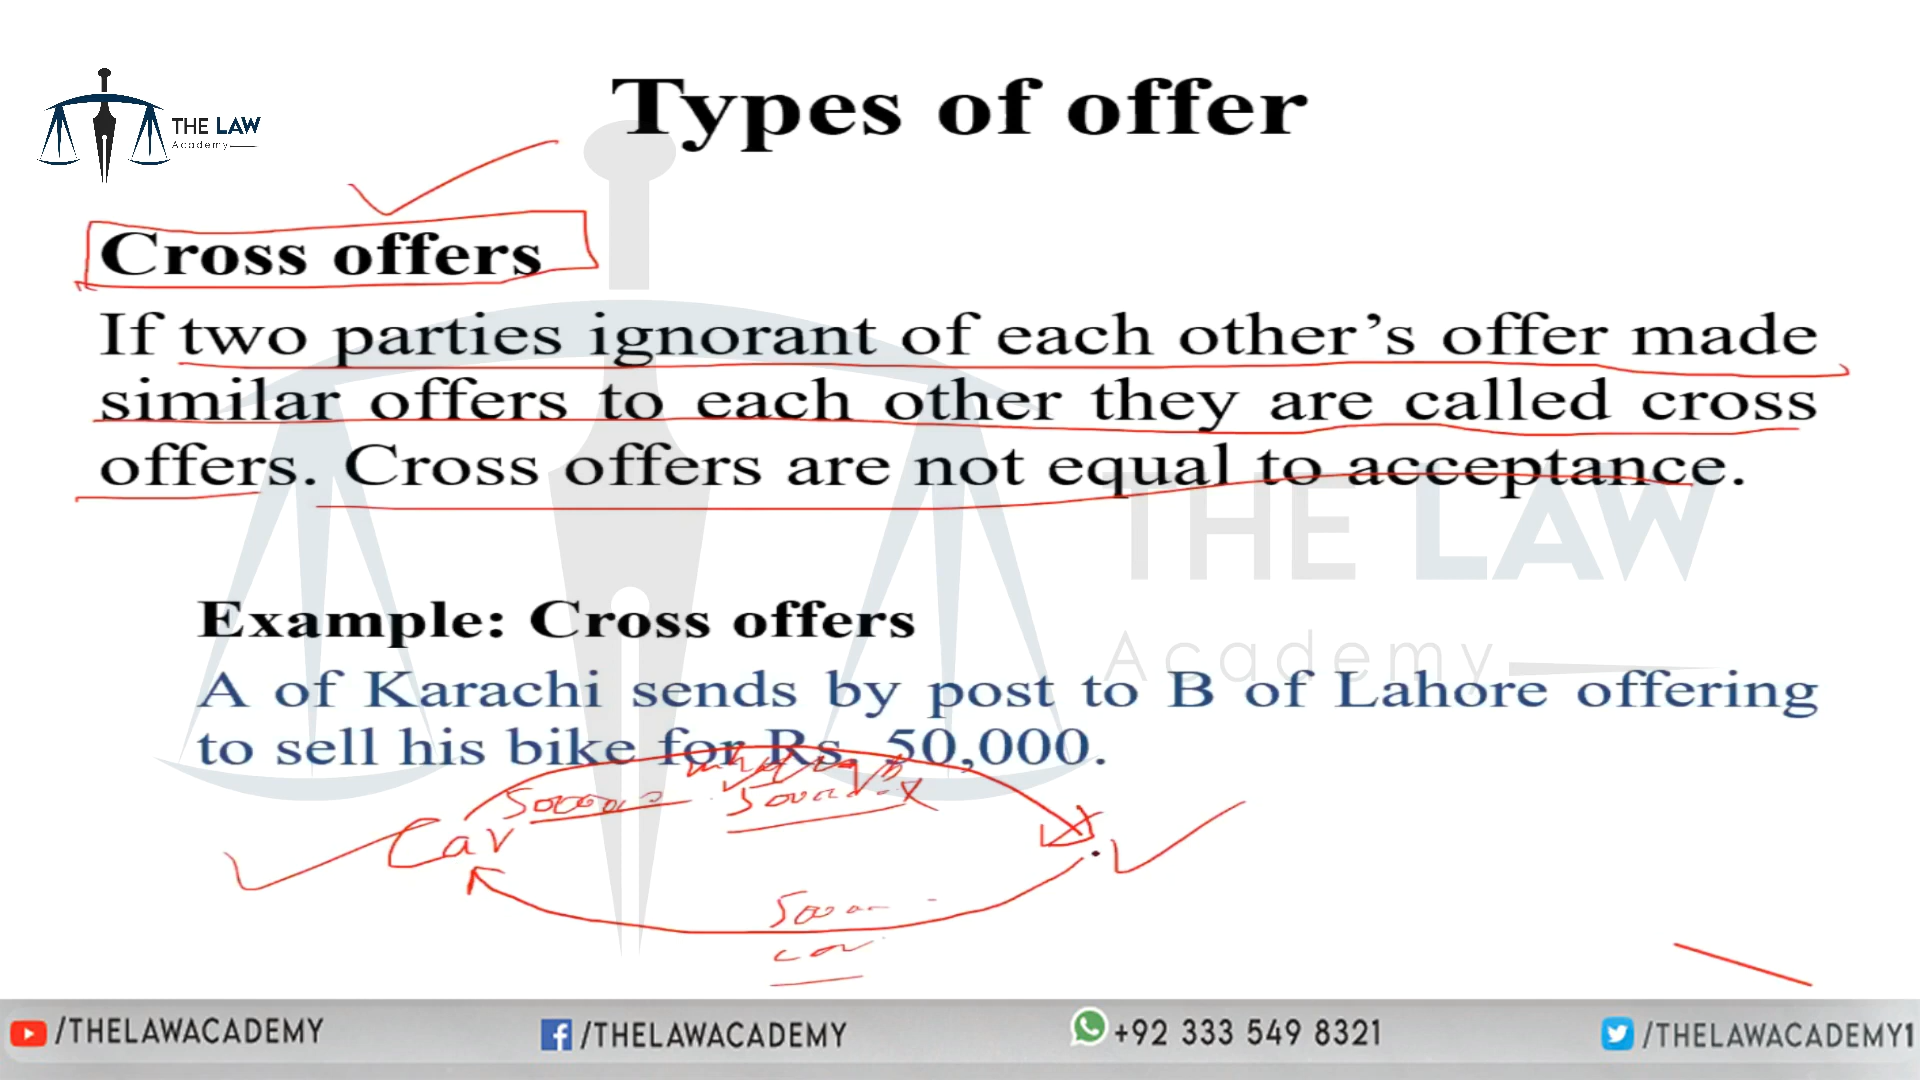 THE LAW
Academy
Types of offer
Cross offers
If two parties ignorant of each other's offer made
similar offers to each other they are called cross
offers. Cross offers are not equal to acceptance.
THE LAW
Academy
Example: Cross offers
A of Karachi sends by post to B of Lahore offering
to sell his bike for Rs. 50,000.
Car
/THELAWACADEMY
/THELAWACADEMY
+92 333 549 8321
/THELAWACADEMY1